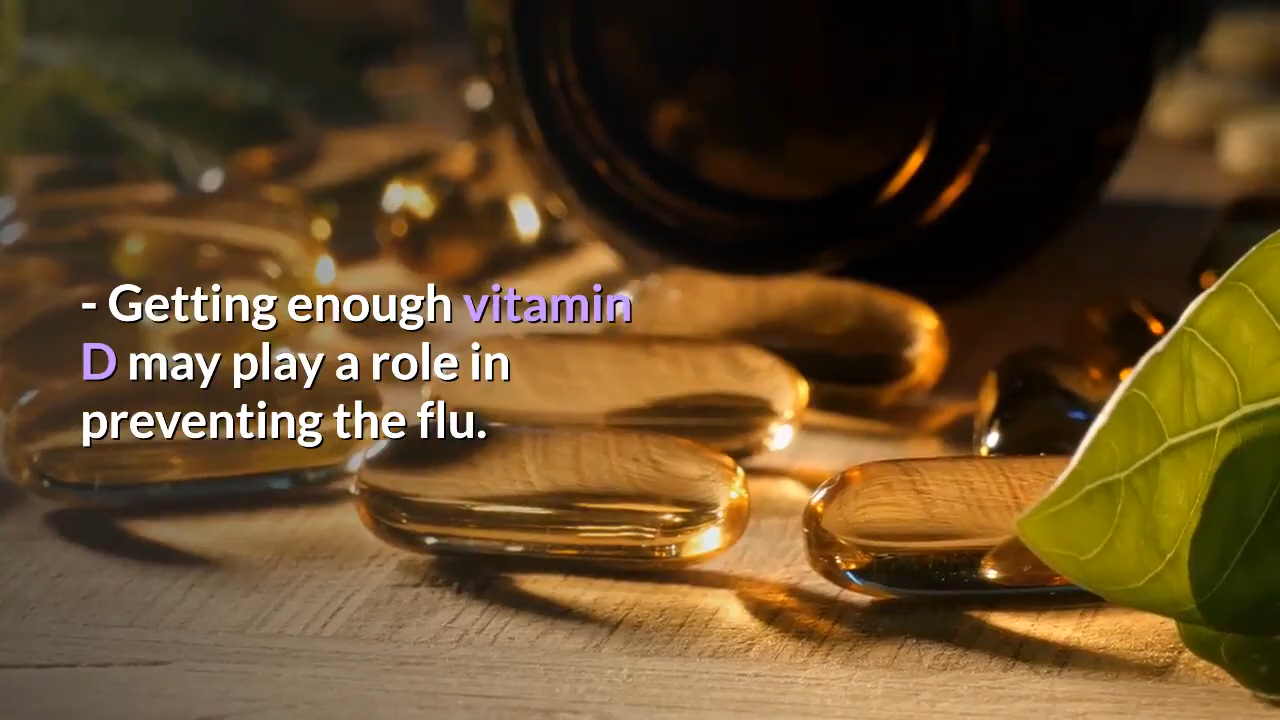 - Getting enough vitamin
D may play a role in
preventing the flu.